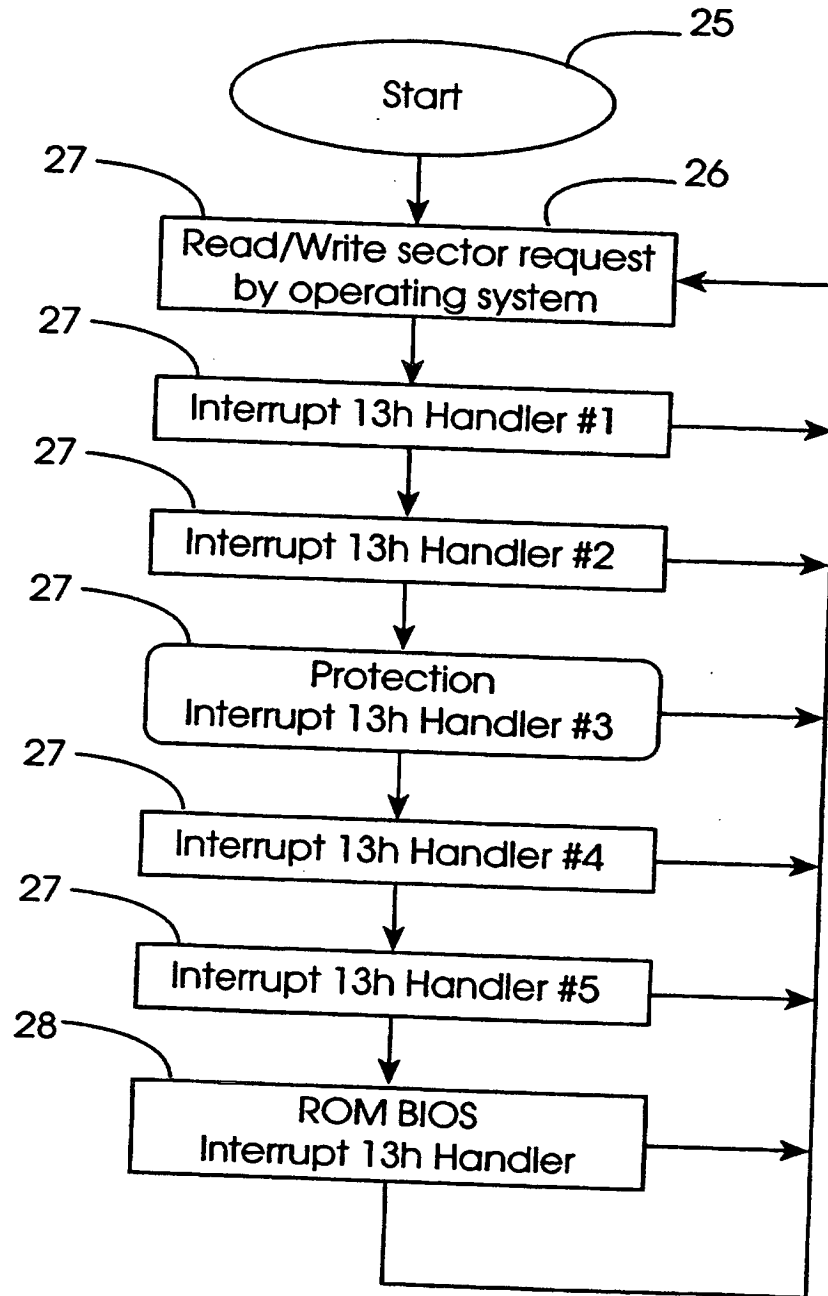 25
Start
27
26
Read/Write sector request
by operating system
27
Interrupt 13h Handler #1
27
Interrupt 13h Handler #2
27
Protection
Interrupt 13h Handler #3
27
Interrupt 13h Handler #4
27
Interrupt 13h Handler #5
28
ROM BIOS
Interrupt 13h Handler